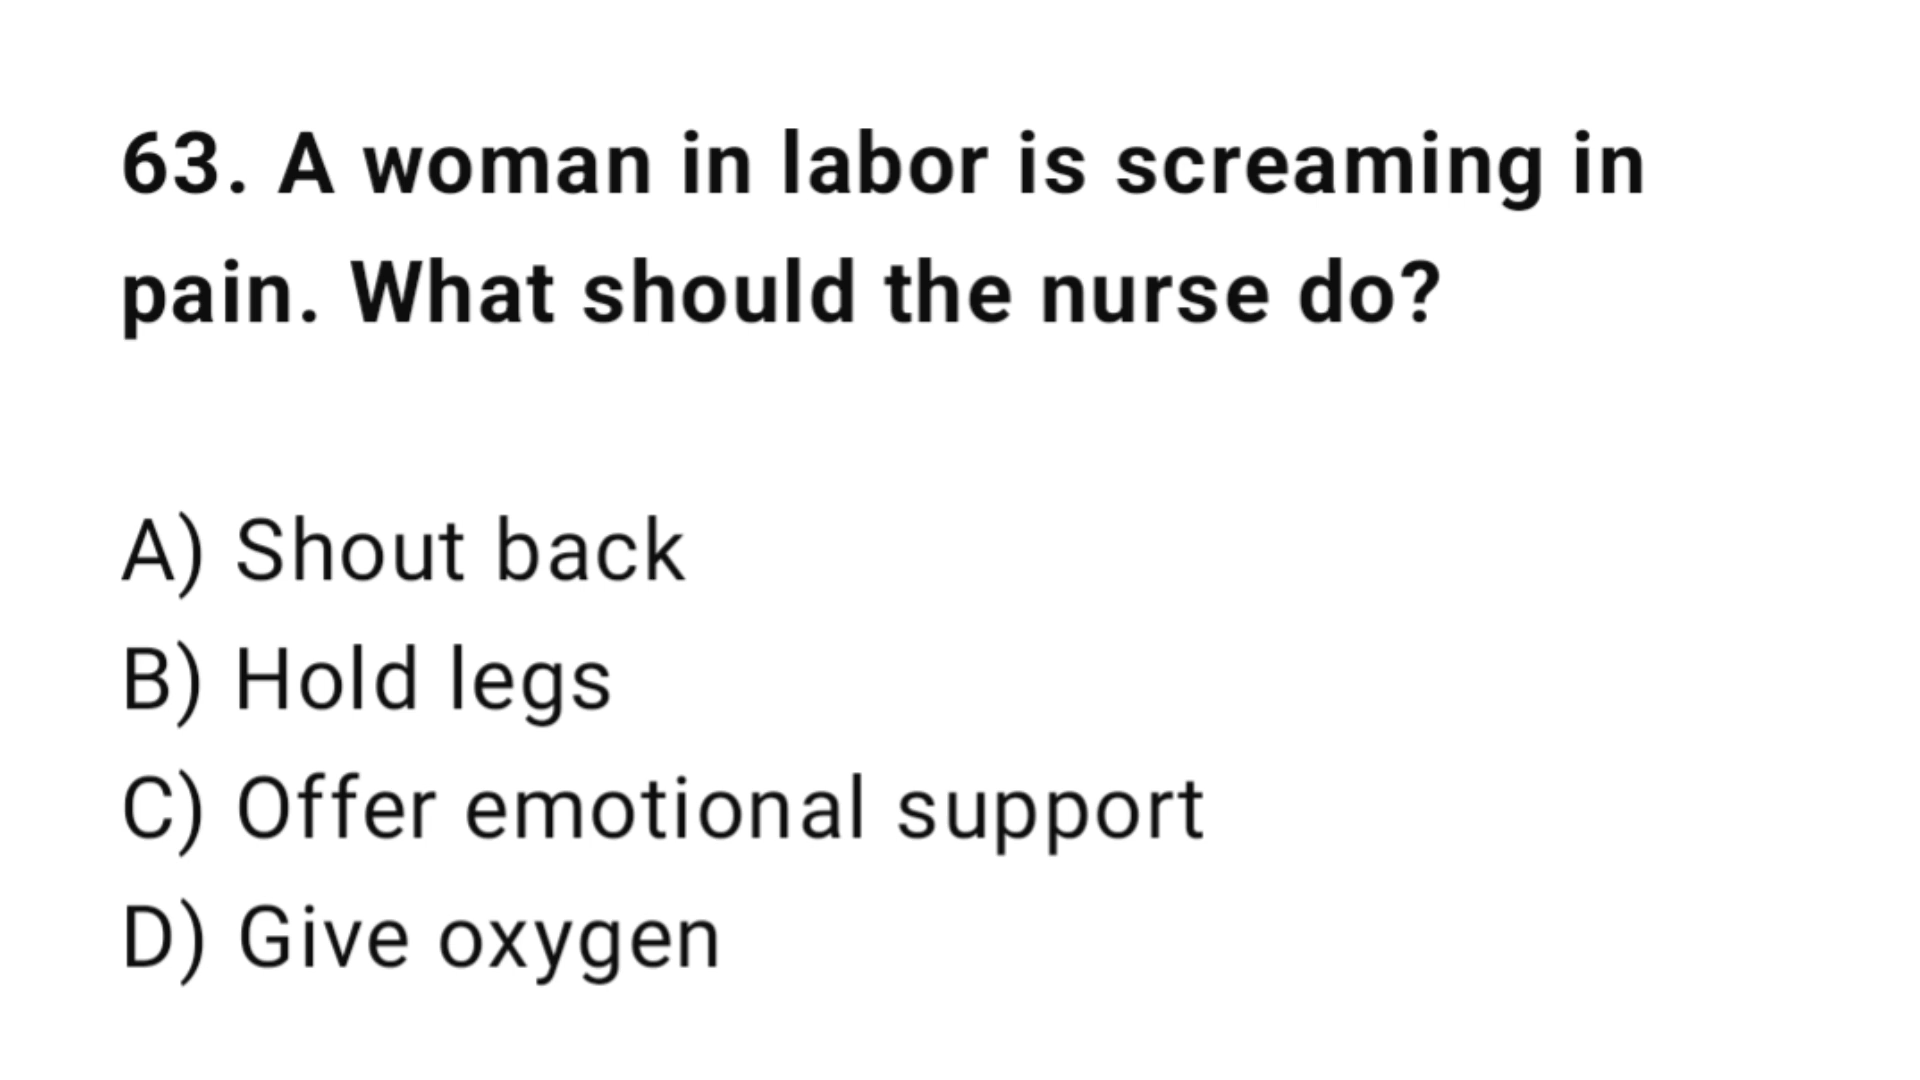 63. A woman in labor is screaming in
pain. What should the nurse do?
A) Shout back
B) Hold legs
C) Offer emotional support
D) Give oxygen